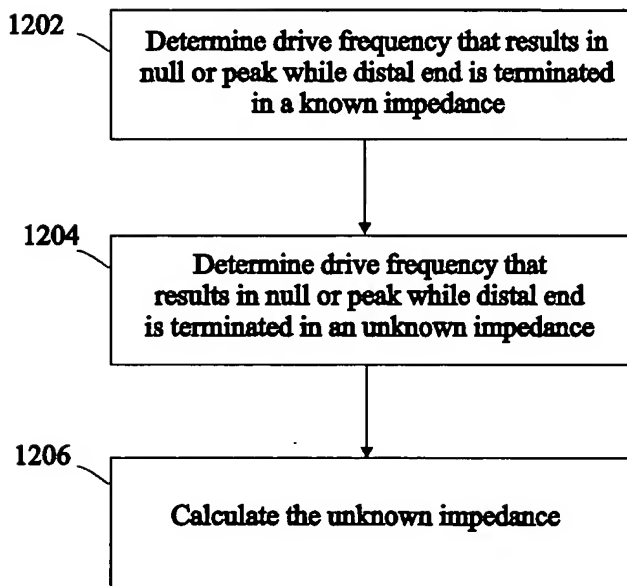 1202
Determine drive frequency that results in
null or peak while distal end is terminated
in a known impedance
1204
Determine drive frequency that
results in null or peak while distal end
is terminated in an unknown impedance
1206
Calculate the unknown impedance